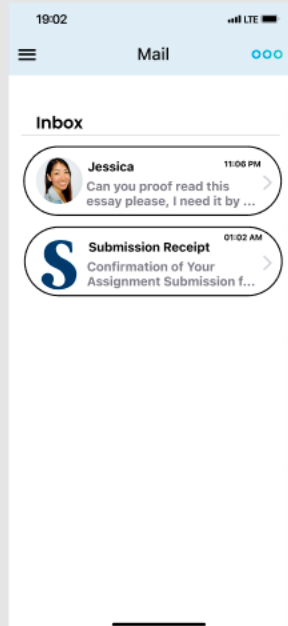 19:02
LTE
Mail
Inbox
Jessica
11:06 PM
Can you proof read this
essay please, I need it by ...
Submission Receipt
01:02 AM
S
Confirmation of Your
Assignment Submission f...